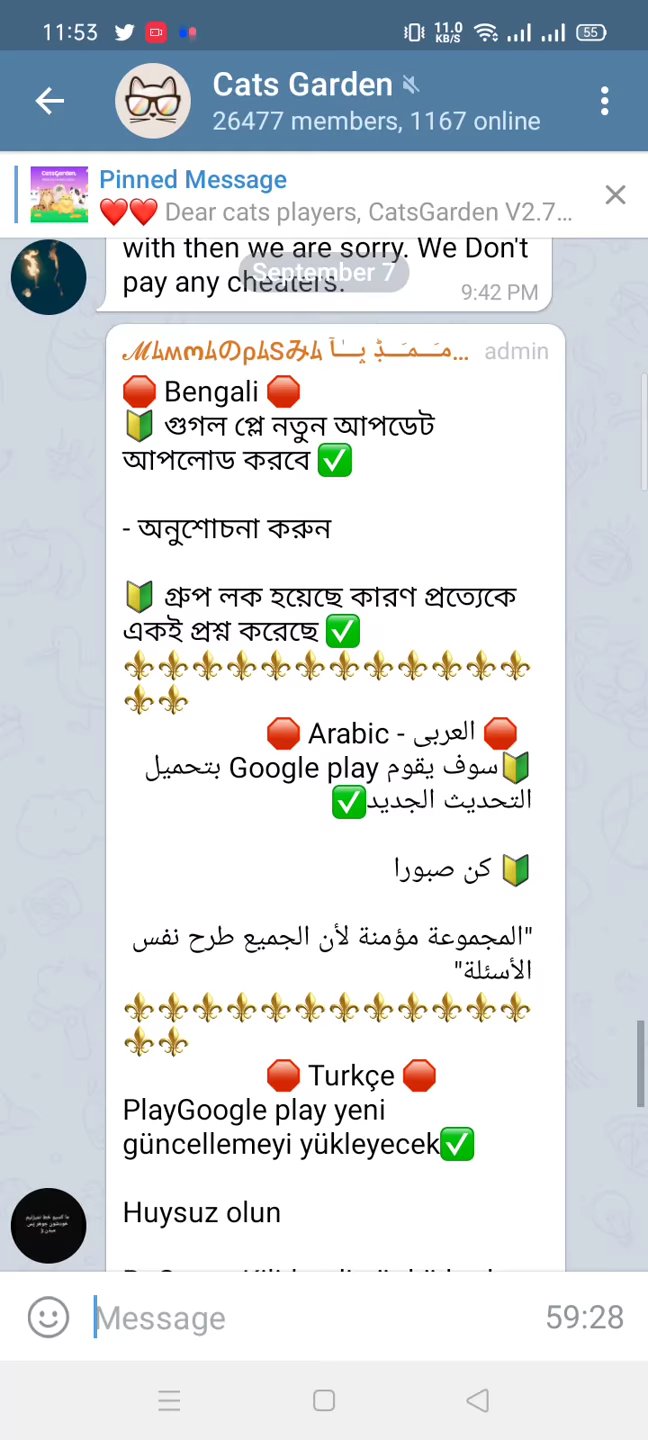 11:53
11.0
KB/S
55
Cats Garden
26477 members, 1167 online
CatsGarden
Pinned Message
❤️❤️ Dear cats players, CatsGarden V2.7...
with then we are sorry. We Don't
September 7
pay any cheaters.
9:42 PM
admin
🛑 Bengali 🛑
🔰 গুগল প্লে নতুন আপডেট
আপলোড করবে ✅
- অনুশোচনা করুন
🔰 গ্রুপ লক হয়েছে কারণ প্রত্যেকে
একই প্রশ্ন করেছে ✅
⚜️⚜️⚜️⚜️⚜️⚜️⚜️⚜️⚜️⚜️⚜️⚜️
⚜️⚜️
🛑 Arabic - العربى 🛑
🔰سوف يقوم Google play بتحميل
التحديث الجديد✅
🔰 كن صبورا
"المجموعة مؤمنة لأن الجميع طرح نفس
الأسئلة"
⚜️⚜️⚜️⚜️⚜️⚜️⚜️⚜️⚜️⚜️⚜️⚜️
⚜️⚜️
🛑 Turkçe 🛑
PlayGoogle play yeni
güncellemeyi yükleyecek✅
Huysuz olun
Message
59:28